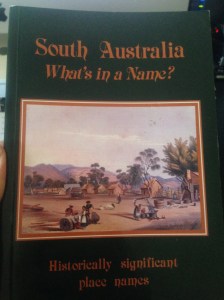 South Australia
What's in a Name?
Historically significant
place names